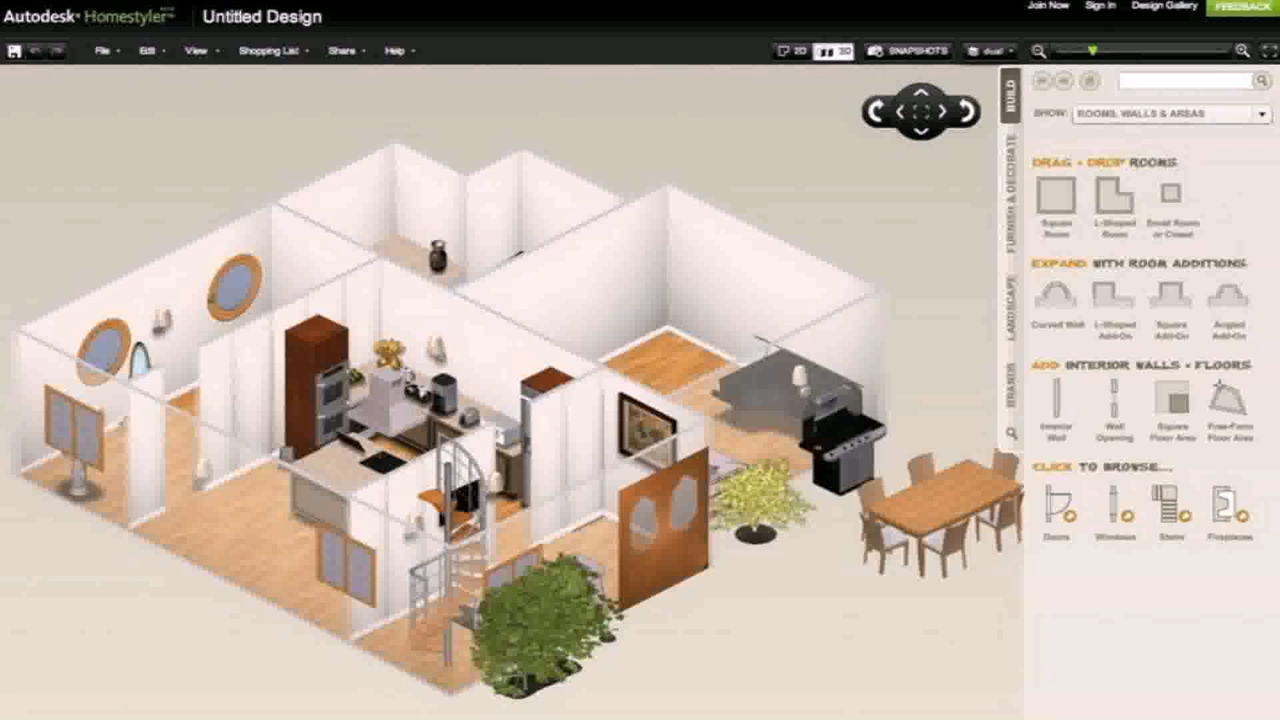 Autodesk® Homestyler™ BETA Untitled Design
Join Now Sign In Design Gallery FEEDBACK
File Edit View Shopping List Share Help
2D 3D SNAPSHOTS dual
BUILD
FURNISH & DECORATE
LANDSCAPE
BRANDS
SHOW: ROOMS, WALLS & AREAS
DRAG + DROP ROOMS
Square L-Shaped Small Room
Room Room or Closet
EXPAND WITH ROOM ADDITIONS
Curved Wall L-Shaped Square Angled
Add-On Add-On Add-On
ADD INTERIOR WALLS + FLOORS
Interior Wall Square Free-Form
Wall Opening Floor Area Floor Area
CLICK TO BROWSE...
Doors Windows Stairs Fireplaces